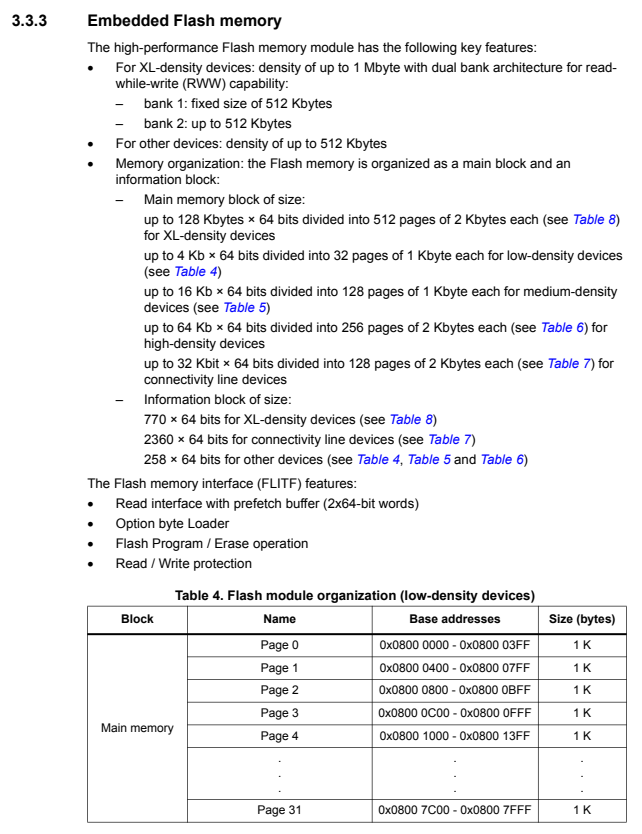 3.3.3 Embedded Flash memory
The high-performance Flash memory module has the following key features:
• For XL-density devices: density of up to 1 Mbyte with dual bank architecture for read-
while-write (RWW) capability:
– bank 1: fixed size of 512 Kbytes
– bank 2: up to 512 Kbytes
• For other devices: density of up to 512 Kbytes
• Memory organization: the Flash memory is organized as a main block and an
information block:
– Main memory block of size:
up to 128 Kbytes × 64 bits divided into 512 pages of 2 Kbytes each (see Table 8)
for XL-density devices
up to 4 Kb × 64 bits divided into 32 pages of 1 Kbyte each for low-density devices
(see Table 4)
up to 16 Kb × 64 bits divided into 128 pages of 1 Kbyte each for medium-density
devices (see Table 5)
up to 64 Kb × 64 bits divided into 256 pages of 2 Kbytes each (see Table 6) for
high-density devices
up to 32 Kbit × 64 bits divided into 128 pages of 2 Kbytes each (see Table 7) for
connectivity line devices
– Information block of size:
770 × 64 bits for XL-density devices (see Table 8)
2360 × 64 bits for connectivity line devices (see Table 7)
258 × 64 bits for other devices (see Table 4, Table 5 and Table 6)
The Flash memory interface (FLITF) features:
• Read interface with prefetch buffer (2x64-bit words)
• Option byte Loader
• Flash Program / Erase operation
• Read / Write protection
Table 4. Flash module organization (low-density devices)
Block Name Base addresses Size (bytes)
Page 0 0x0800 0000 - 0x0800 03FF 1 K
Page 1 0x0800 0400 - 0x0800 07FF 1 K
Page 2 0x0800 0800 - 0x0800 0BFF 1 K
Page 3 0x0800 0C00 - 0x0800 0FFF 1 K
Main memory Page 4 0x0800 1000 - 0x0800 13FF 1 K
. . .
. . .
. . .
Page 31 0x0800 7C00 - 0x0800 7FFF 1 K